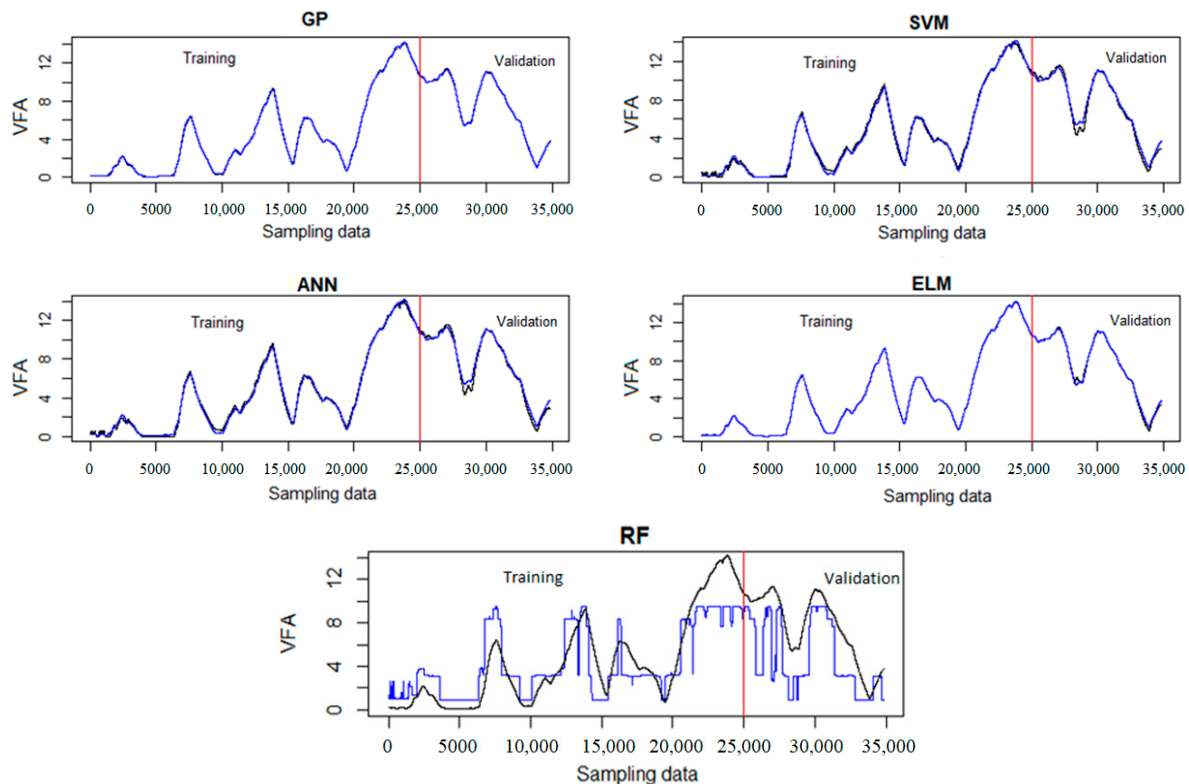 GP
VFA
12
8
4
0
Training
Validation
0 5000 10,000 15,000 20,000 25,000 30,000 35,000
Sampling data
SVM
VFA
12
8
4
0
Training
Validation
0 5000 10,000 15,000 20,000 25,000 30,000 35,000
Sampling data
ANN
VFA
12
8
4
0
Training
Validation
0 5000 10,000 15,000 20,000 25,000 30,000 35,000
Sampling data
ELM
VFA
12
8
4
0
Training
Validation
0 5000 10,000 15,000 20,000 25,000 30,000 35,000
Sampling data
RF
VFA
12
8
4
0
Training
Validation
0 5000 10,000 15,000 20,000 25,000 30,000 35,000
Sampling data